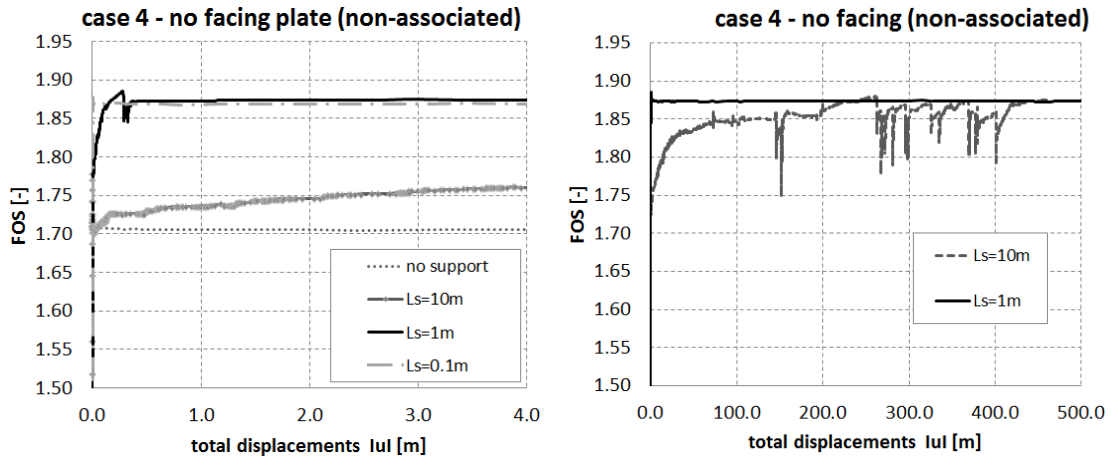 case 4 - no facing plate (non-associated)
1.95
1.90
1.85
1.80
1.75
1.70
1.65
1.60
1.55
1.50
FOS [-]
no support
Ls=10m
Ls=1m
Ls=0.1m
0.0 1.0 2.0 3.0 4.0
total displacements IuI [m]
case 4 - no facing (non-associated)
1.95
1.90
1.85
1.80
1.75
1.70
1.65
1.60
1.55
1.50
FOS [-]
Ls=10m
Ls=1m
0.0 100.0 200.0 300.0 400.0 500.0
total displacements IuI [m]